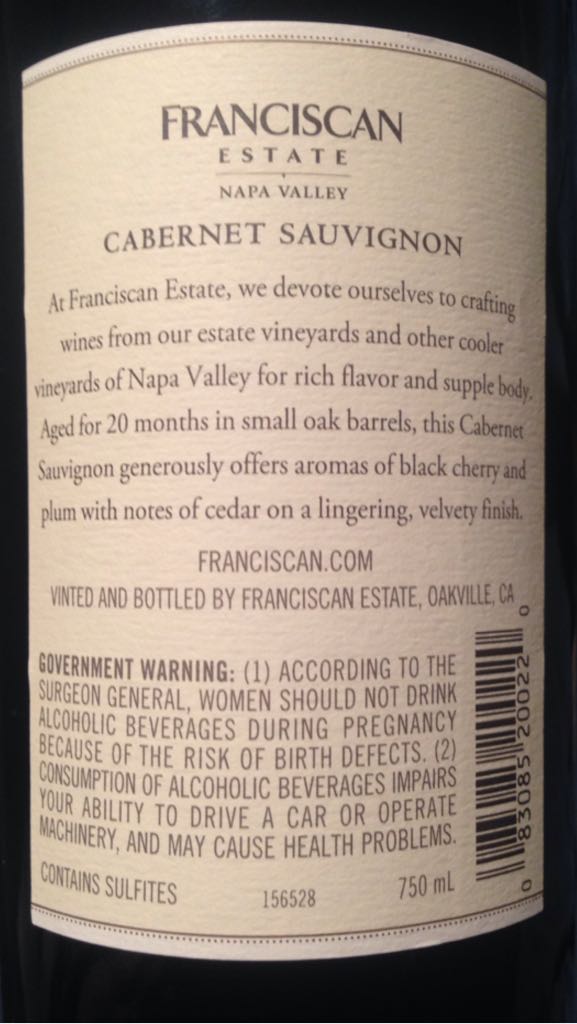 FRANCISCAN
ESTATE
NAPA VALLEY
CABERNET SAUVIGNON
At Franciscan Estate, we devote ourselves to crafting
wines from our estate vineyards and other cooler
vineyards of Napa Valley for rich flavor and supple body.
Aged for 20 months in small oak barrels, this Cabernet
Sauvignon generously offers aromas of black cherry and
plum with notes of cedar on a lingering, velvety finish.
FRANCISCAN.COM
VINTED AND BOTTLED BY FRANCISCAN ESTATE, OAKVILLE, CA
GOVERNMENT WARNING: (1) ACCORDING TO THE
SURGEON GENERAL, WOMEN SHOULD NOT DRINK
ALCOHOLIC BEVERAGES DURING PREGNANCY
BECAUSE OF THE RISK OF BIRTH DEFECTS. (2)
CONSUMPTION OF ALCOHOLIC BEVERAGES IMPAIRS
YOUR ABILITY TO DRIVE A CAR OR OPERATE
MACHINERY, AND MAY CAUSE HEALTH PROBLEMS.
CONTAINS SULFITES 156528 750 mL
0 83085 20022 0